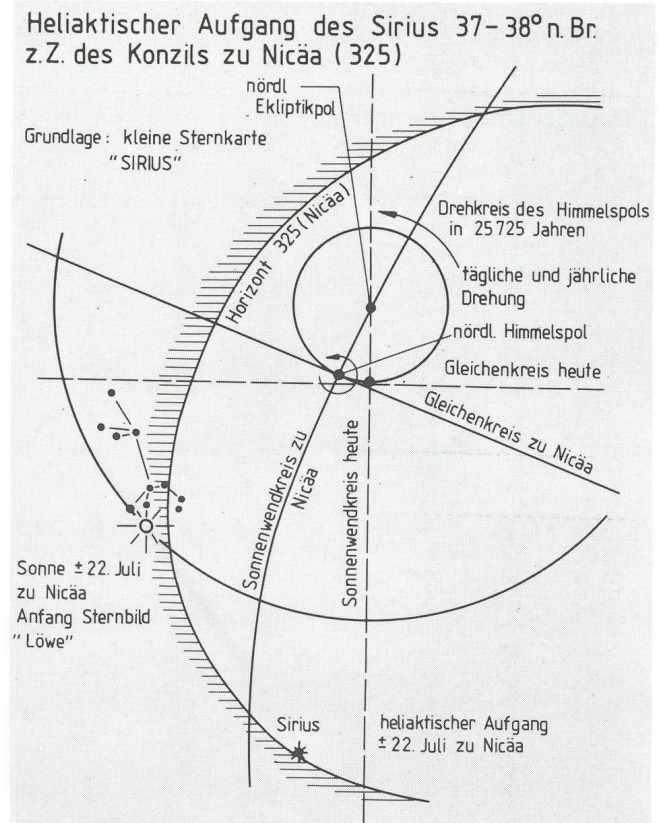 Heliaktischer Aufgang des Sirius 37-38° n. Br.
z.Z. des Konzils zu Nicäa (325)
nördl
Ekliptikpol
Grundlage: kleine Sternkarte
"SIRIUS"
Horizont 325 (Nicäa)
Drehkreis des Himmelspols
in 25725 Jahren
tägliche und jährliche
Drehung
nördl. Himmelspol
Gleichenkreis heute
Gleichenkreis zu Nicäa
Sonnenwendkreis zu
Nicäa
Sonnenwendkreis heute
Sonne ±22. Juli
zu Nicäa
Anfang Sternbild
"Löwe"
Sirius
heliaktischer Aufgang
±22. Juli zu Nicäa